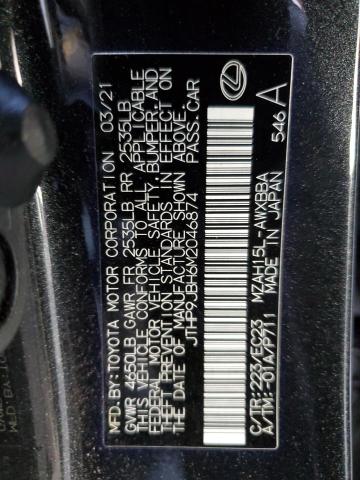 MFD.BY:TOYOTA MOTOR CORPORATION 03/21
GVWR 4650LB GAWR FR 2535LB RR 2535LB
THIS VEHICLE CONFORMS TO ALL APPLICABLE
FEDERAL MOTOR VEHICLE SAFETY, BUMPER, AND
THEFT PREVENTION STANDARDS IN EFFECT ON
THE DATE OF MANUFACTURE SHOWN ABOVE.
JTHP9JBH6M2046874 PASS.CAR
C/TR:223/EC23 MZAH15L-AWXBBA
A/TM:-01A/P711 MADE IN JAPAN 546 A